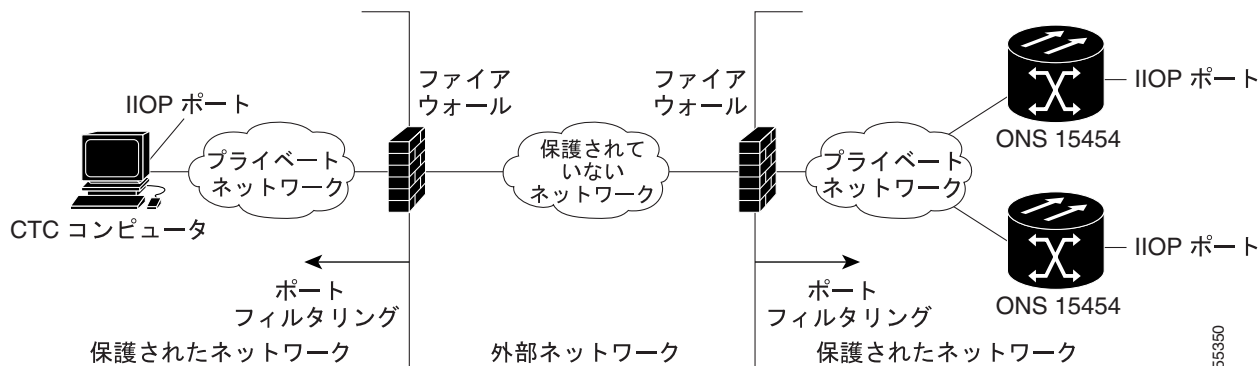 IIOP ポート
CTC コンピュータ
プライベート
ネットワーク
ファイア
ウォール
保護されて
いない
ネットワーク
ファイア
ウォール
プライベート
ネットワーク
IIOP ポート
ONS 15454
IIOP ポート
ONS 15454
ポート
フィルタリング
ポート
フィルタリング
保護されたネットワーク
外部ネットワーク
保護されたネットワーク
55350